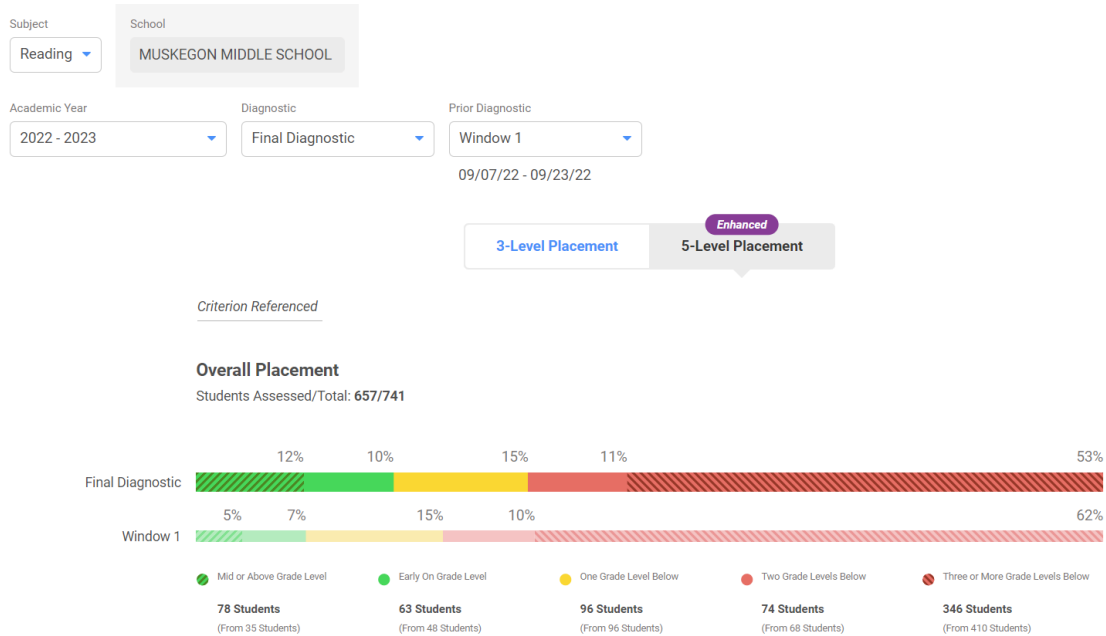 Subject
School
Reading
MUSKEGON MIDDLE SCHOOL
Academic Year
Diagnostic
Prior Diagnostic
2022 - 2023
Final Diagnostic
Window 1
09/07/22 - 09/23/22
Enhanced
3-Level Placement
5-Level Placement
Criterion Referenced
Overall Placement
Students Assessed/Total: 657/741
12% 10% 15% 11% 53%
Final Diagnostic
5% 7% 15% 10% 62%
Window 1
Mid or Above Grade Level
Early On Grade Level
One Grade Level Below
Two Grade Levels Below
Three or More Grade Levels Below
78 Students
63 Students
96 Students
74 Students
346 Students
(From 35 Students)
(From 48 Students)
(From 96 Students)
(From 68 Students)
(From 410 Students)